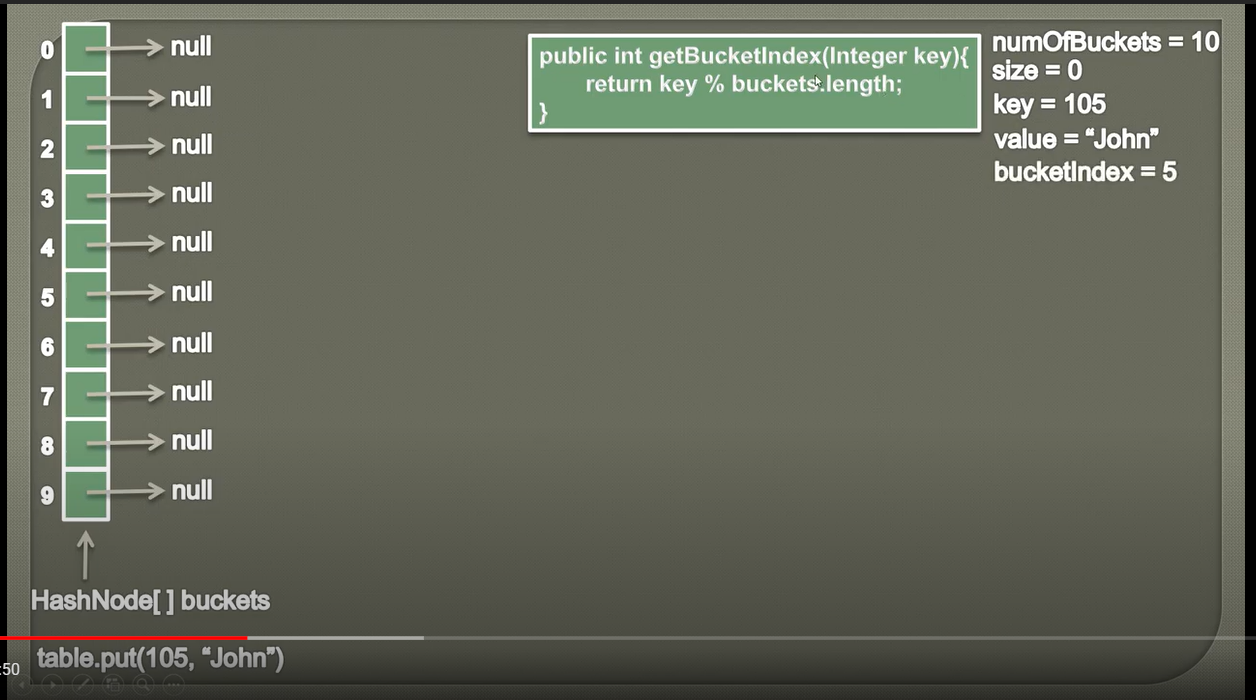 0 null
1 null
2 null
3 null
4 null
5 null
6 null
7 null
8 null
9 null
HashNode[ ] buckets
public int getBucketIndex(Integer key){
return key % buckets.length;
}
numOfBuckets = 10
size = 0
key = 105
value = “John”
bucketIndex = 5
table.put(105, “John”)
:50